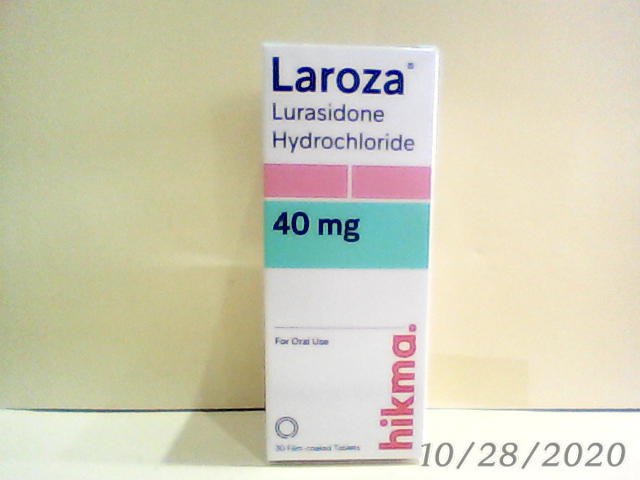 Laroza®
Lurasidone
Hydrochloride
40 mg
For Oral Use
hikma.
30 Film-coated Tablets
10/28/2020